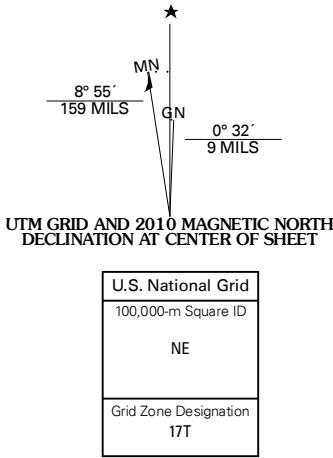 MN
8° 55´
159 MILS
GN
0° 32´
9 MILS
UTM GRID AND 2010 MAGNETIC NORTH
DECLINATION AT CENTER OF SHEET
U.S. National Grid
100,000-m Square ID
NE
Grid Zone Designation
17T